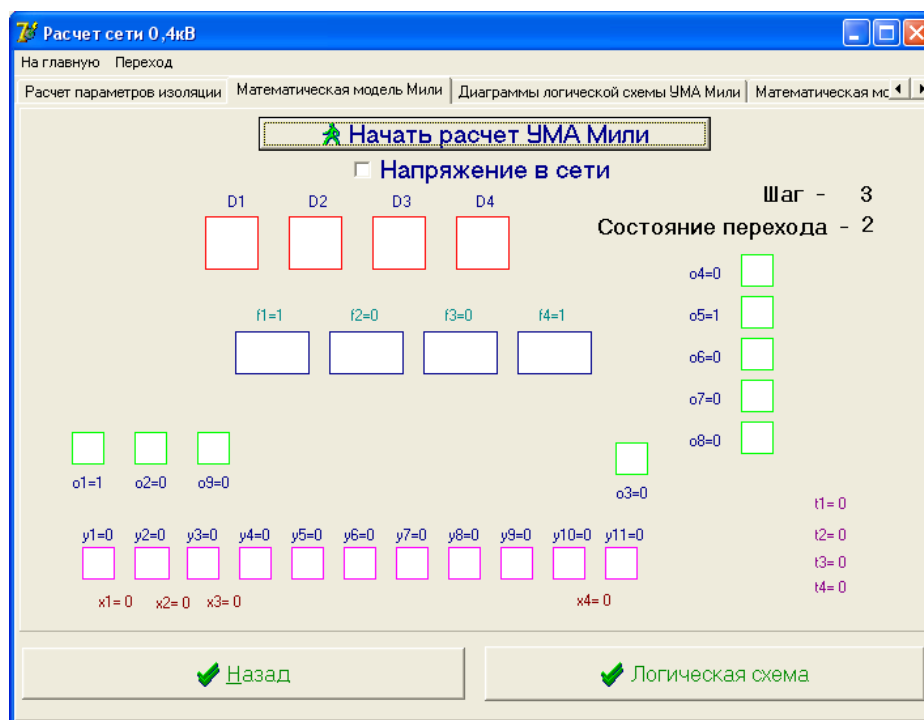 Расчет сети 0,4кВ
На главную Переход
Расчет параметров изоляции Математическая модель Мили Диаграммы логической схемы УМА Мили Математическая мо
Начать расчет УМА Мили
Напряжение в сети
D1 D2 D3 D4
Шаг - 3
Состояние перехода - 2
o4=0
f1=1 f2=0 f3=0 f4=1
o5=1
o6=0
o7=0
o8=0
o1=1 o2=0 o9=0
o3=0
t1= 0
y1=0 y2=0 y3=0 y4=0 y5=0 y6=0 y7=0 y8=0 y9=0 y10=0 y11=0
t2= 0
t3= 0
t4= 0
x1= 0 x2= 0 x3= 0 x4= 0
Назад
Логическая схема